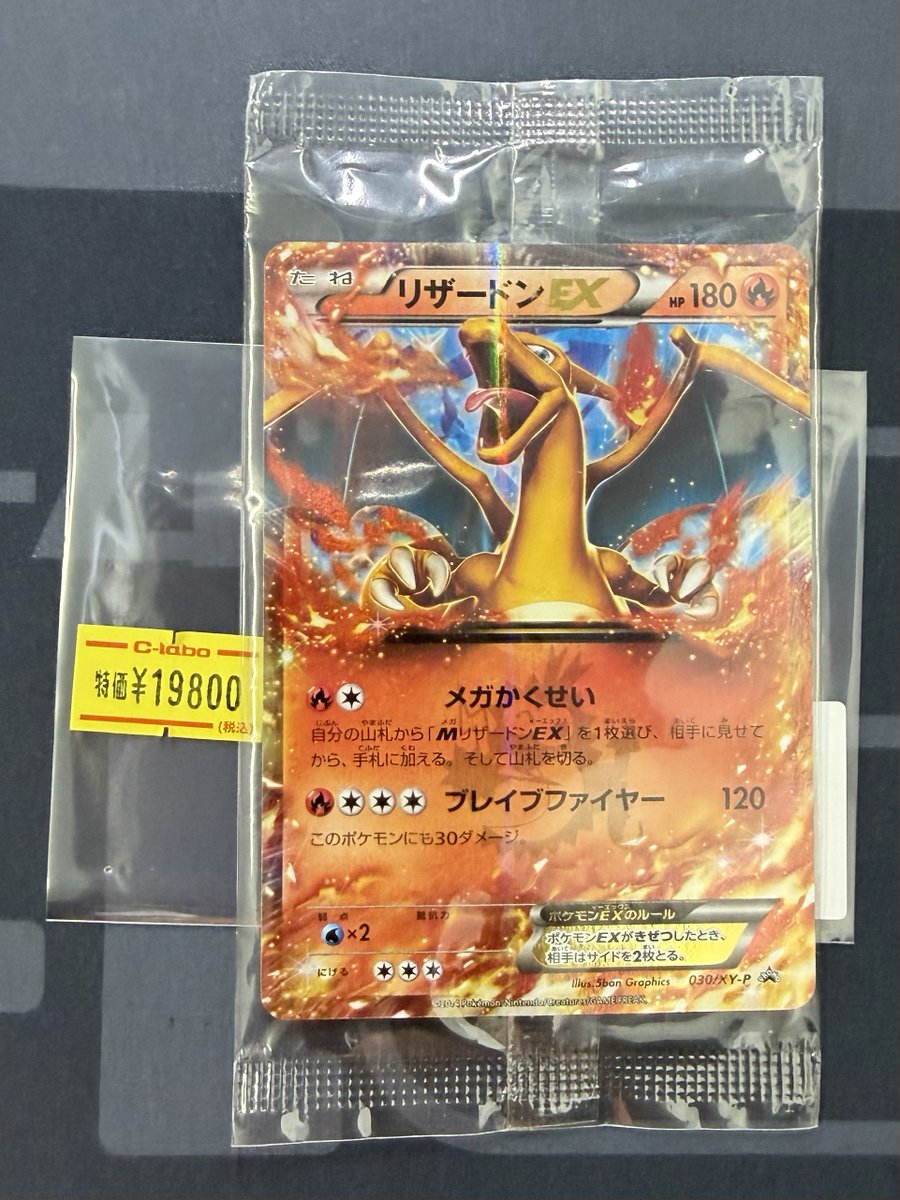 たね
リザードンEX
HP 180
C-labo
特価¥19800
(税込)
メガかくせい
自分の山札から「MリザードンEX」を1枚選び、相手に見せて
から、手札に加える。そして山札を切る。
ブレイブファイヤー 120
このポケモンにも30ダメージ
弱点 抵抗力
×2
にげる
ポケモンEXのルール
ポケモンEXがきぜつしたとき、
相手はサイドを2枚とる。
Illus.5ban Graphics 030/XY-P
©2014 Pokémon/Nintendo/Creatures/GAME FREAK.